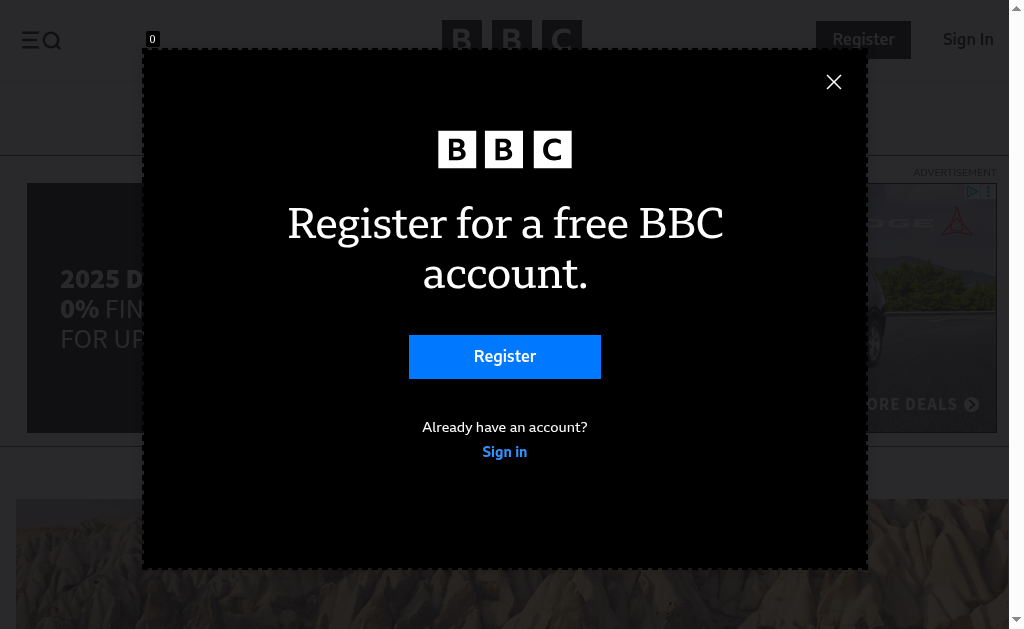 0
BBC
Register
Sign In
ADVERTISEMENT
BBC
Register for a free BBC
account.
Register
Already have an account?
Sign in
2025 D
0% FIN
FOR UP
DGE
ORE DEALS